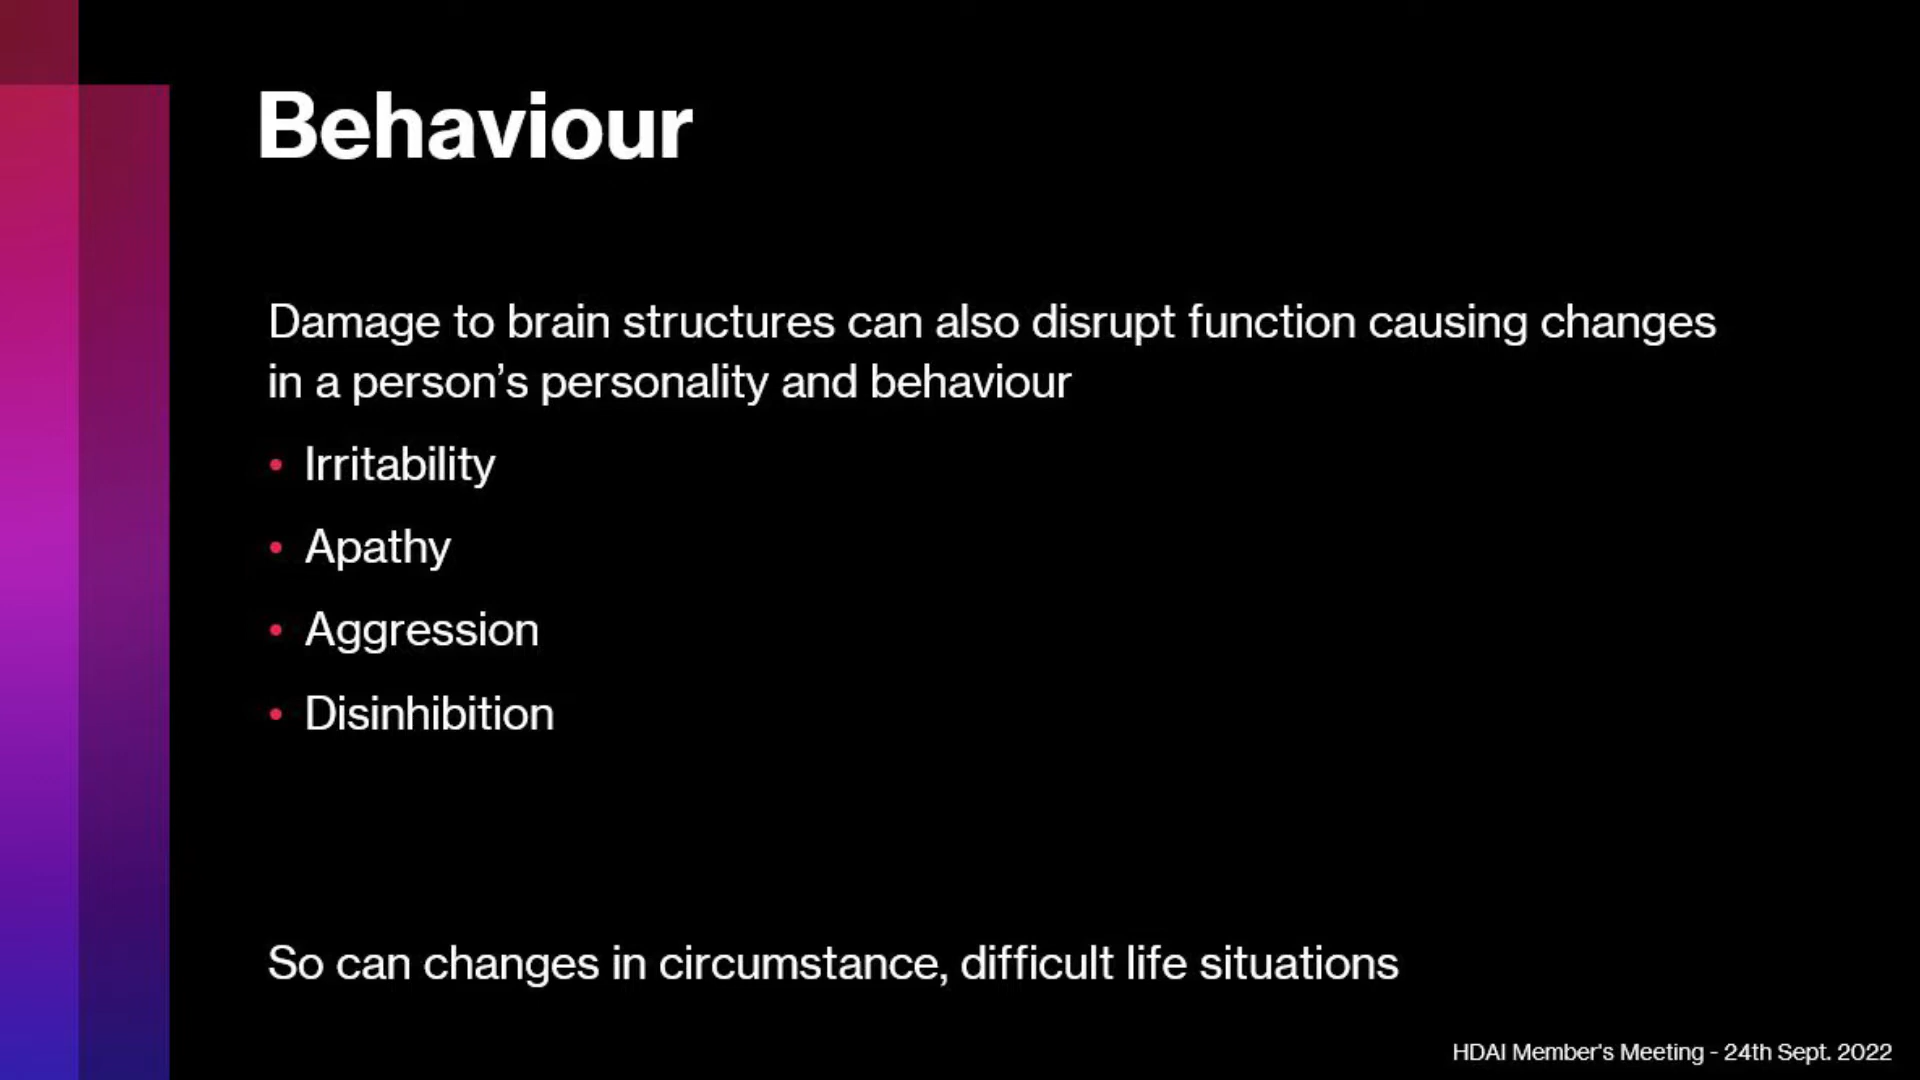 Behaviour
Damage to brain structures can also disrupt function causing changes
in a person’s personality and behaviour
• Irritability
• Apathy
• Aggression
• Disinhibition
So can changes in circumstance, difficult life situations
HDAI Member's Meeting - 24th Sept. 2022